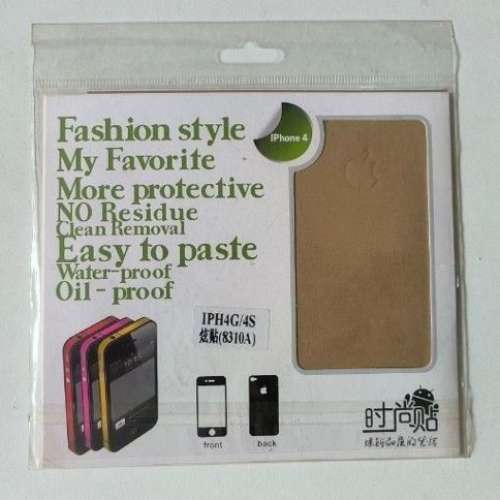 Fashion style
My Favorite
More protective
NO Residue
Clean Removal
Easy to paste
Water-proof
Oil - proof
IPhone 4
IPH4G/4S
炫贴(8310A)
front
back
时尚贴